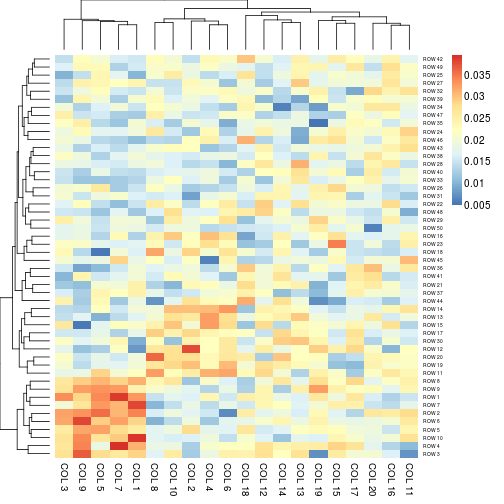 ROW 42
ROW 49
ROW 25
ROW 27
ROW 32
ROW 39
ROW 34
ROW 47
ROW 35
ROW 24
ROW 46
ROW 43
ROW 38
ROW 28
ROW 40
ROW 33
ROW 26
ROW 31
ROW 22
ROW 48
ROW 29
ROW 50
ROW 16
ROW 23
ROW 18
ROW 45
ROW 36
ROW 41
ROW 21
ROW 37
ROW 44
ROW 14
ROW 13
ROW 15
ROW 17
ROW 30
ROW 12
ROW 20
ROW 19
ROW 11
ROW 8
ROW 9
ROW 1
ROW 7
ROW 2
ROW 6
ROW 5
ROW 10
ROW 4
ROW 3
0.035
0.03
0.025
0.02
0.015
0.01
0.005
COL 3
COL 9
COL 5
COL 7
COL 1
COL 8
COL 10
COL 2
COL 4
COL 6
COL 18
COL 12
COL 14
COL 13
COL 19
COL 15
COL 17
COL 20
COL 16
COL 11